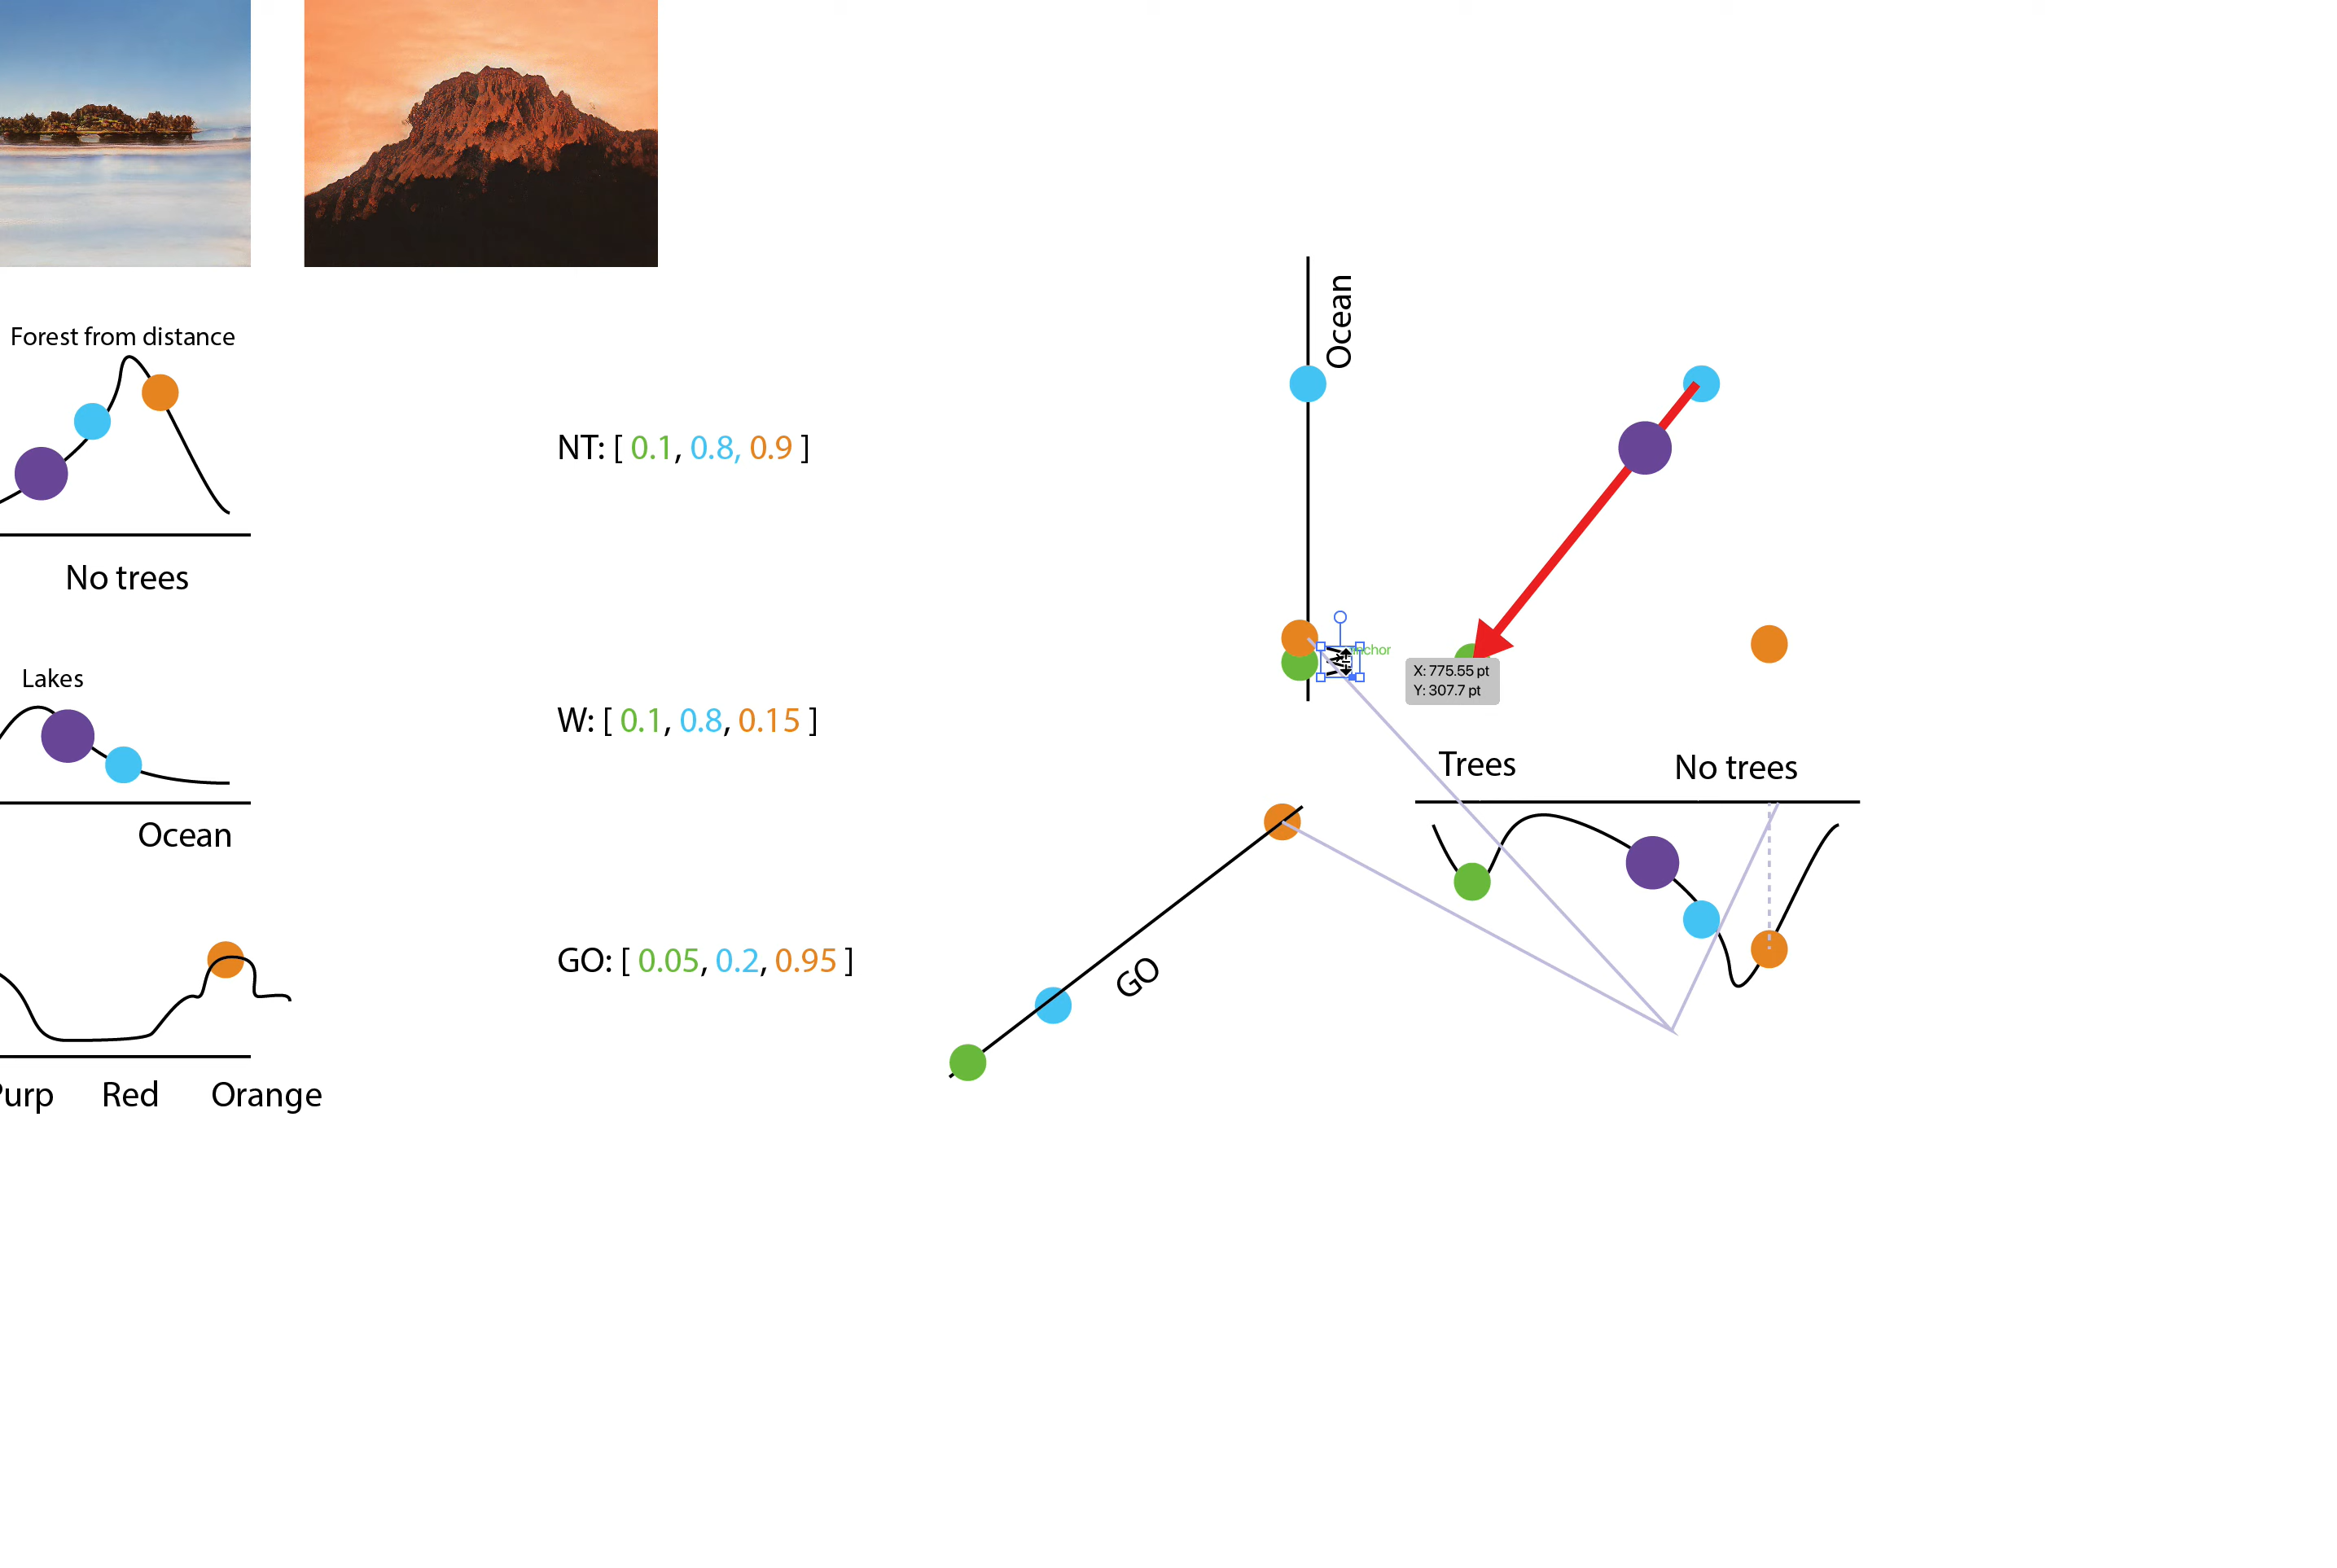 Forest from distance
No trees
Lakes
Ocean
Purp Red Orange
NT: [ 0.1, 0.8, 0.9 ]
W: [ 0.1, 0.8, 0.15 ]
GO: [ 0.05, 0.2, 0.95 ]
Ocean
X: 775.55 pt
Y: 307.7 pt
Trees No trees
GO